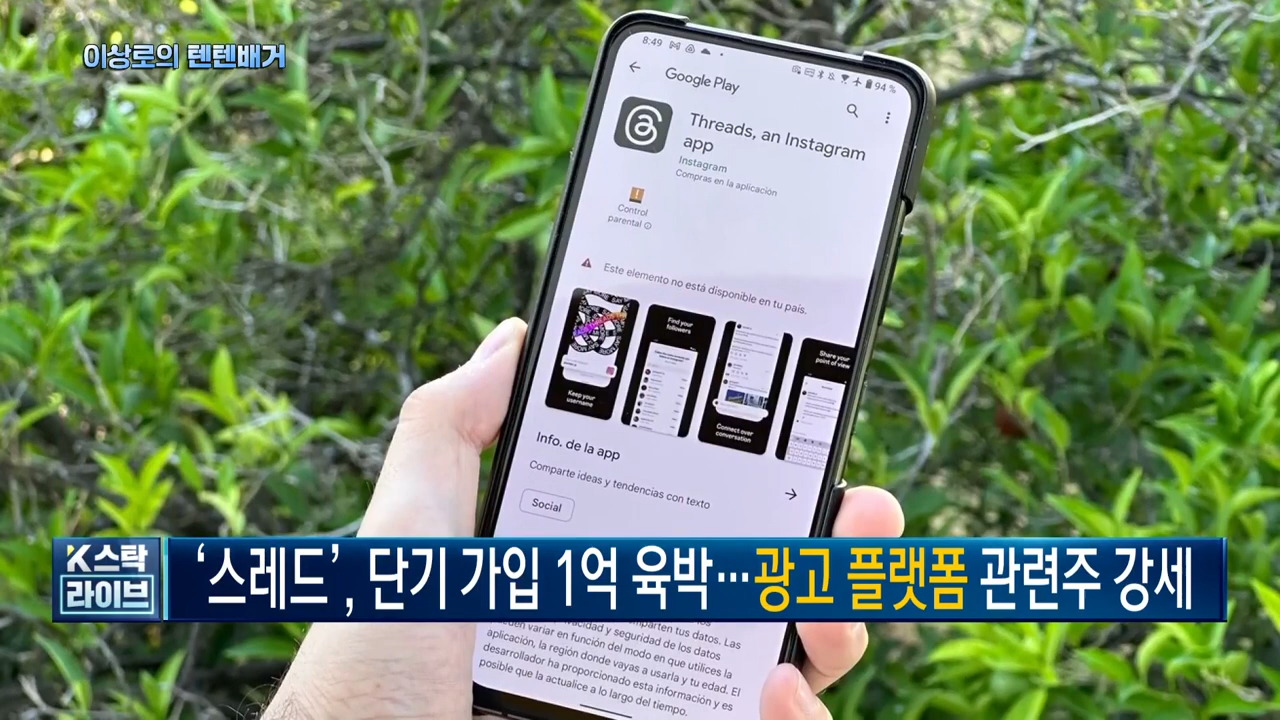 이상로의 텐텐배거
8:49
94 %
Google Play
Threads, an Instagram
app
Instagram
Compras en la aplicación
Control
parental
Este elemento no está disponible en tu país.
Keep your
username
Find your
followers
Connect over
conversation
Share your
point of view
Info. de la app
Comparte ideas y tendencias con texto
Social
K스탁
라이브
‘스레드’, 단기 가입 1억 육박…광고 플랫폼 관련주 강세
privacidad y seguridad de los datos
pueden variar en función del modo en que utilices la
aplicación, la región donde vayas a usarla y tu edad. El
desarrollador ha proporcionado esta información y es
posible que la actualice a lo largo del tiempo.